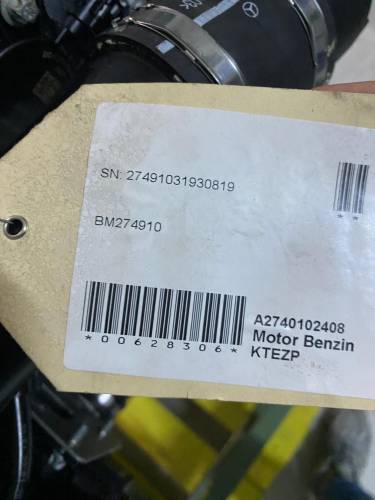 SN: 27491031930819
BM274910
*00628306*
A2740102408
Motor Benzin
KTEZP
**